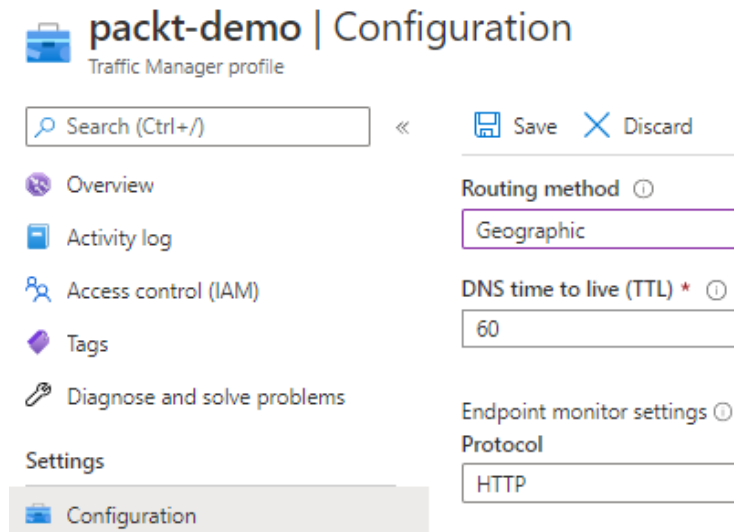 packt-demo | Configuration
Traffic Manager profile
Search (Ctrl+/)
«
Overview
Activity log
Access control (IAM)
Tags
Diagnose and solve problems
Settings
Configuration
Save
Discard
Routing method
Geographic
DNS time to live (TTL) *
60
Endpoint monitor settings
Protocol
HTTP